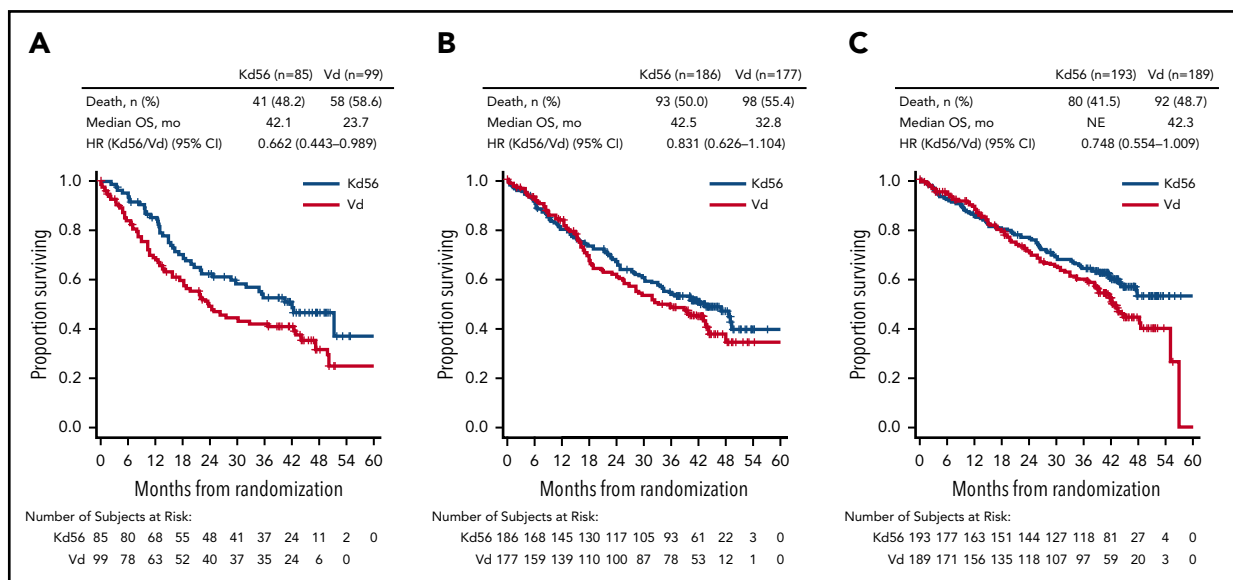 A
Kd56 (n=85) Vd (n=99)
Death, n (%) 41 (48.2) 58 (58.6)
Median OS, mo 42.1 23.7
HR (Kd56/Vd) (95% CI) 0.662 (0.443–0.989)
1.0
0.8
0.6
0.4
0.2
0.0
Proportion surviving
Kd56
Vd
0 6 12 18 24 30 36 42 48 54 60
Months from randomization
Number of Subjects at Risk:
Kd56 85 80 68 55 48 41 37 24 11 2 0
Vd 99 78 63 52 40 37 35 24 6 0
B
Kd56 (n=186) Vd (n=177)
Death, n (%) 93 (50.0) 98 (55.4)
Median OS, mo 42.5 32.8
HR (Kd56/Vd) (95% CI) 0.831 (0.626–1.104)
1.0
0.8
0.6
0.4
0.2
0.0
Proportion surviving
Kd56
Vd
0 6 12 18 24 30 36 42 48 54 60
Months from randomization
Number of Subjects at Risk:
Kd56 186 168 145 130 117 105 93 61 22 3 0
Vd 177 159 139 110 100 87 78 53 12 1 0
C
Kd56 (n=193) Vd (n=189)
Death, n (%) 80 (41.5) 92 (48.7)
Median OS, mo NE 42.3
HR (Kd56/Vd) (95% CI) 0.748 (0.554–1.009)
1.0
0.8
0.6
0.4
0.2
0.0
Proportion surviving
Kd56
Vd
0 6 12 18 24 30 36 42 48 54 60
Months from randomization
Number of Subjects at Risk:
Kd56 193 177 163 151 144 127 118 81 27 4 0
Vd 189 171 156 135 118 107 97 59 20 3 0